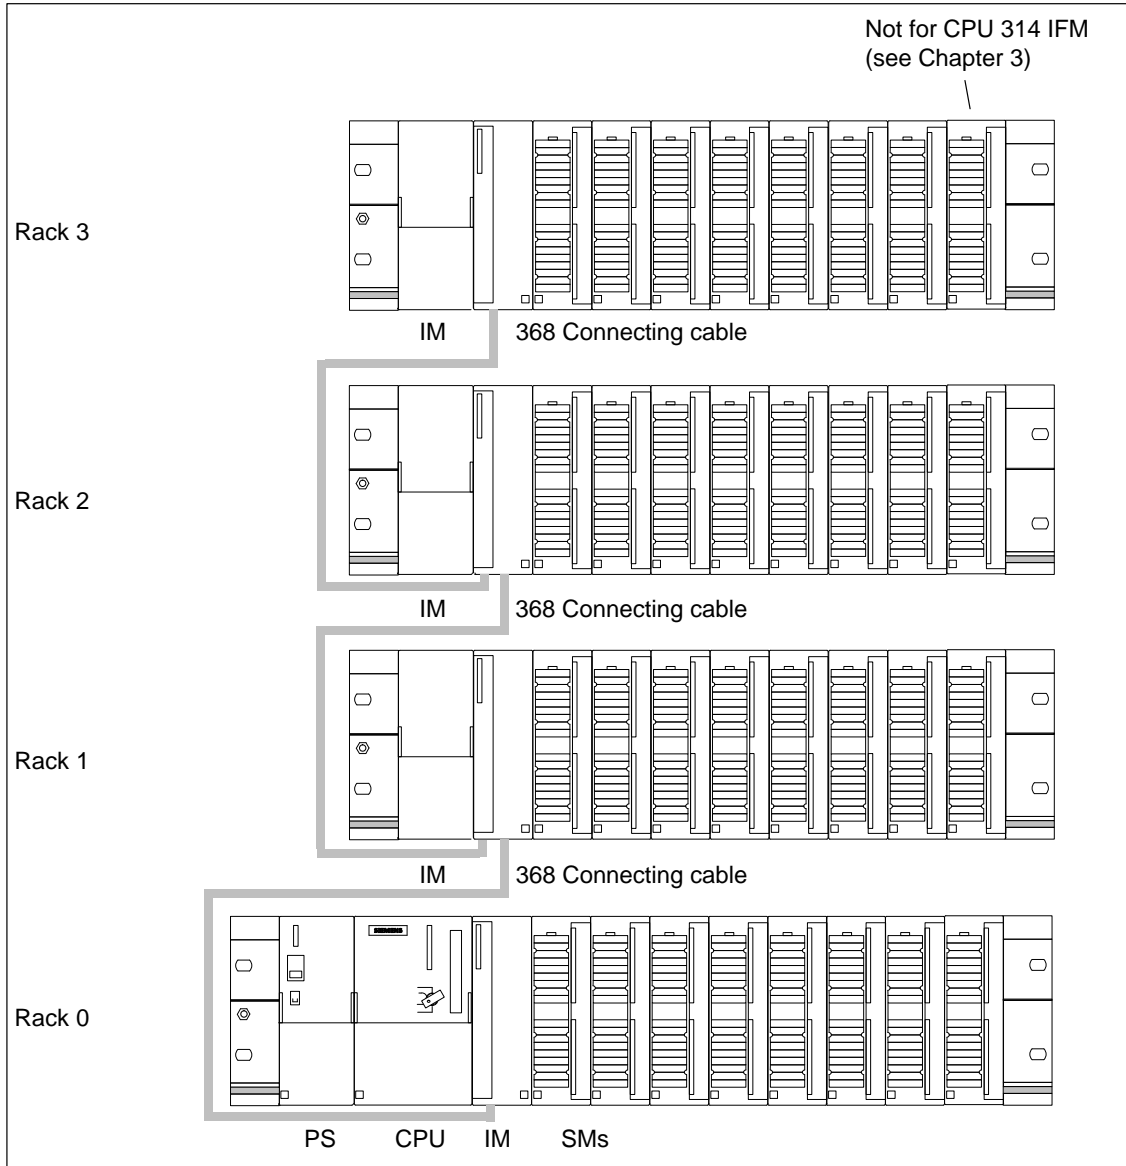 Not for CPU 314 IFM
(see Chapter 3)
Rack 3
IM 368 Connecting cable
Rack 2
IM 368 Connecting cable
Rack 1
IM 368 Connecting cable
SIEMENS
Rack 0
PS CPU IM SMs